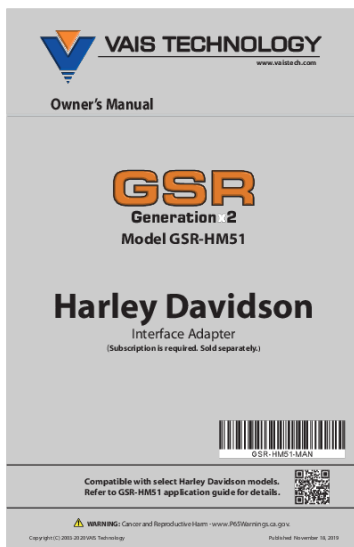 VAIS TECHNOLOGY
www.vaistech.com
Owner's Manual
GSR
Generation x2
Model GSR-HM51
Harley Davidson
Interface Adapter
(Subscription is required. Sold separately.)
GSR-HM51-MAN
Compatible with select Harley Davidson models.
Refer to GSR-HM51 application guide for details.
WARNING: Cancer and Reproductive Harm - www.P65Warnings.ca.gov.
Copyright (C) 2003-2020 VAIS Technology Published November 18, 2019